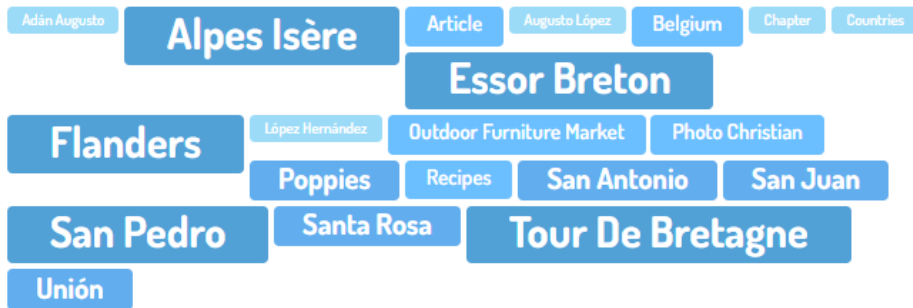 Adán Augusto Alpes Isère Article Augusto López Belgium Chapter Countries
Essor Breton
Flanders López Hernández Outdoor Furniture Market Photo Christian
Poppies Recipes San Antonio San Juan
San Pedro Santa Rosa Tour De Bretagne
Unión